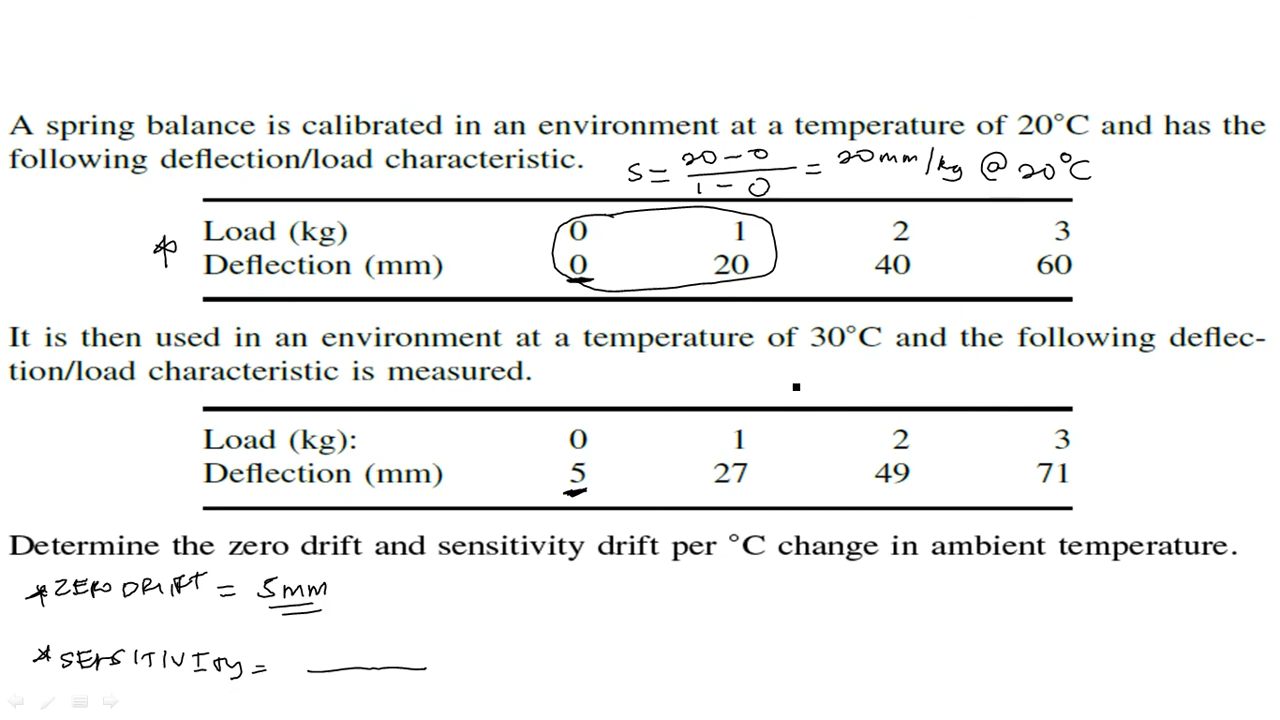 A spring balance is calibrated in an environment at a temperature of 20°C and has the
following deflection/load characteristic.
S = 20-0 / 1-0 = 20mm/kg @ 20°C
* Load (kg) 0 1 2 3
Deflection (mm) 0 20 40 60
It is then used in an environment at a temperature of 30°C and the following deflec-
tion/load characteristic is measured.
Load (kg): 0 1 2 3
Deflection (mm) 5 27 49 71
Determine the zero drift and sensitivity drift per °C change in ambient temperature.
* ZERO DRIFT = 5mm
* SENSITIVITY =